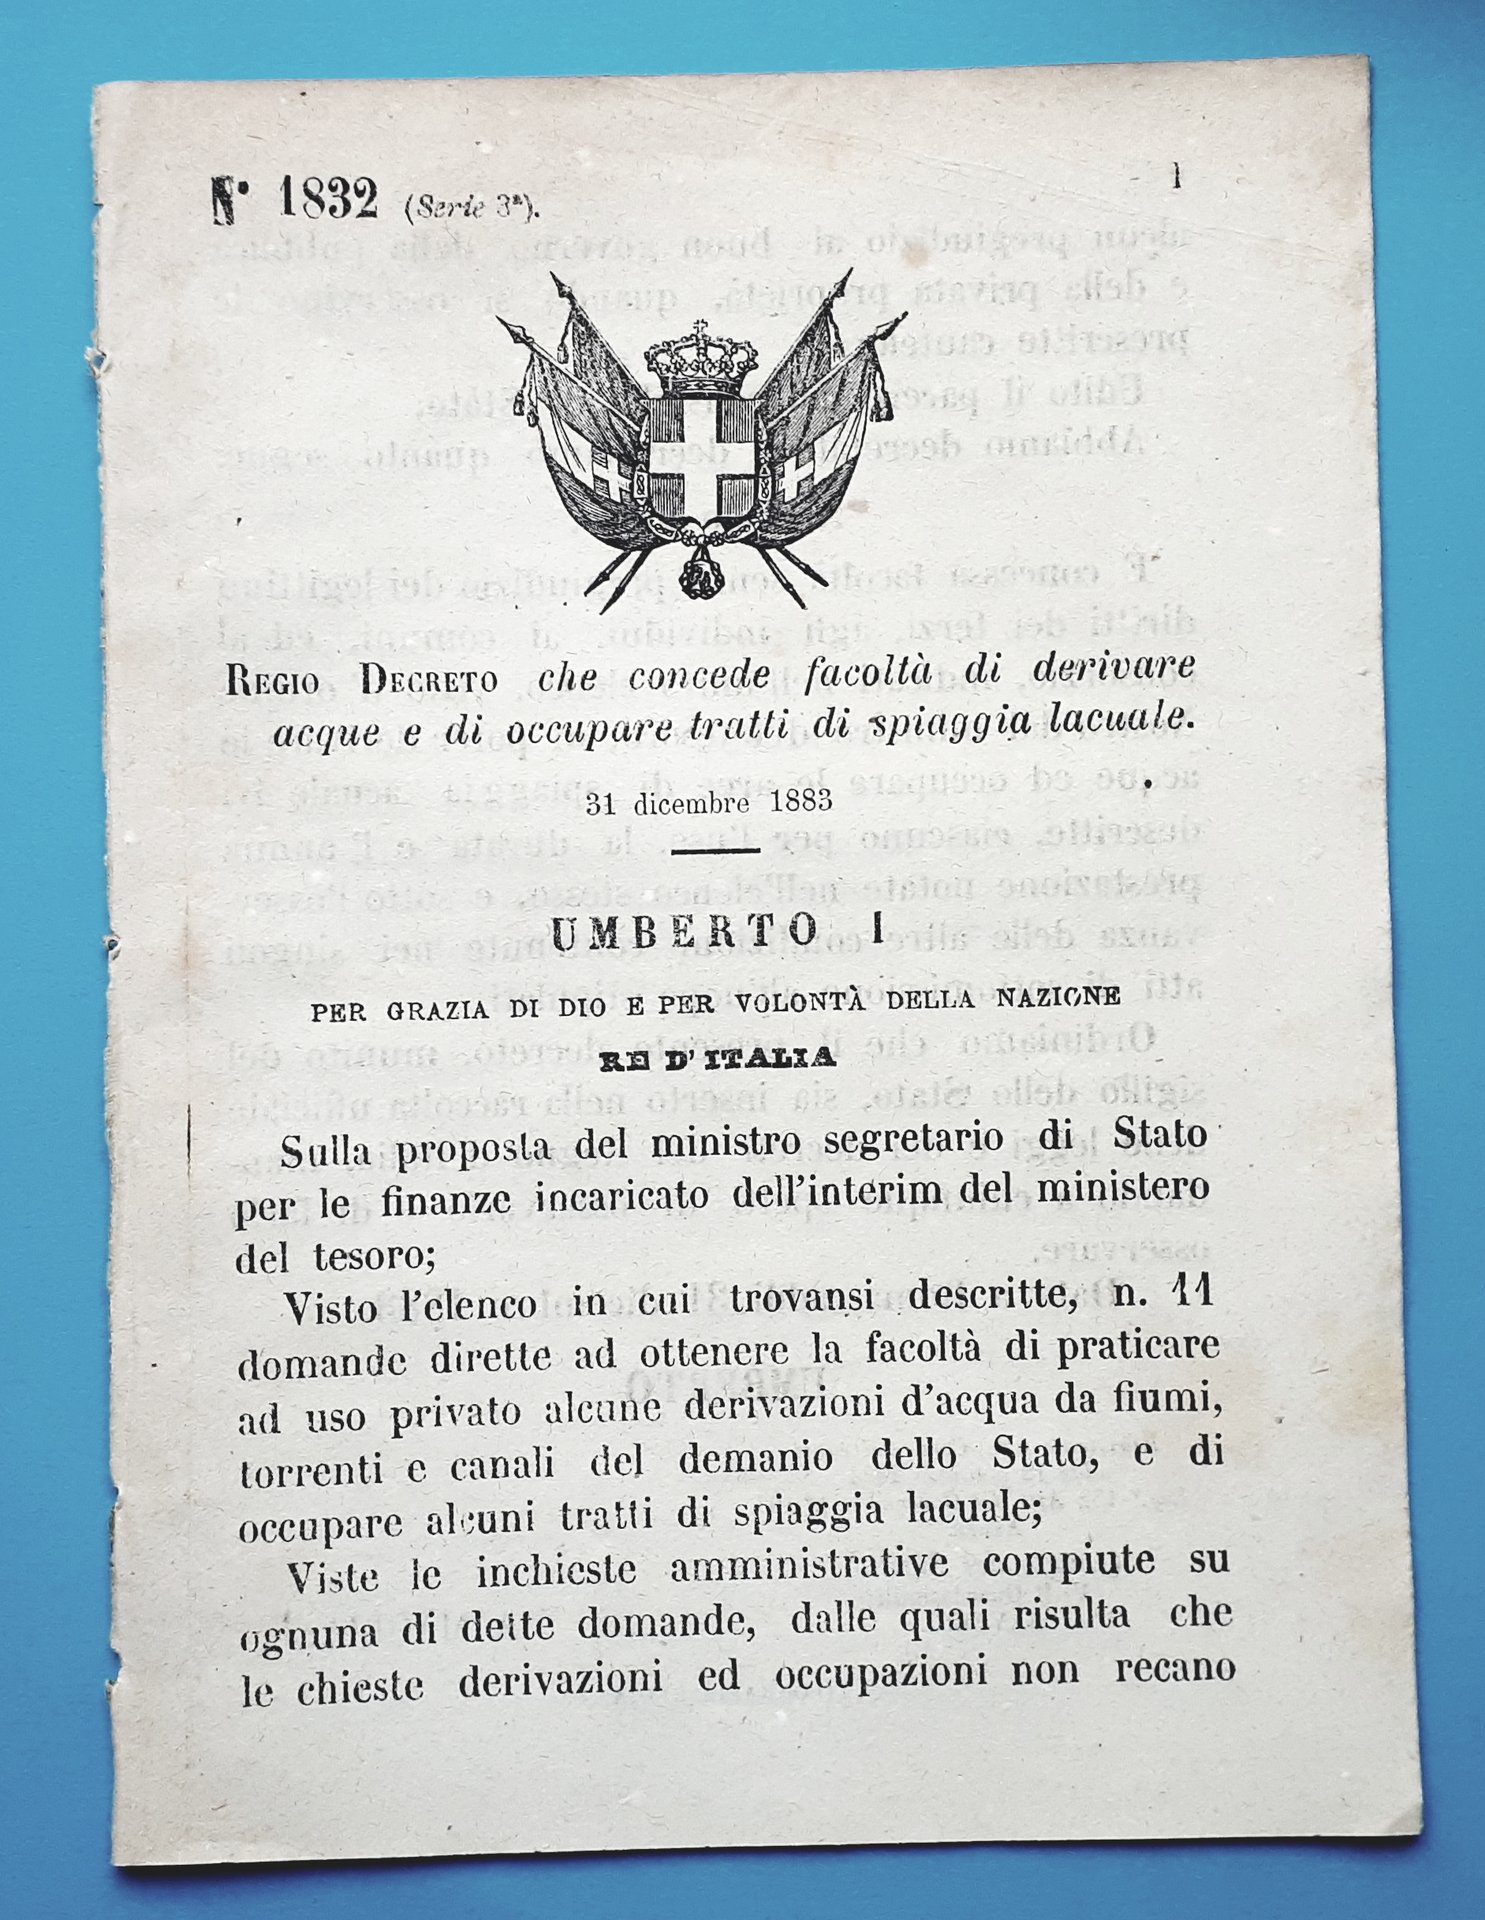 N° 1832 (Serie 3ª).
1
REGIO DECRETO che concede facoltà di derivare
acque e di occupare tratti di spiaggia lacuale.
31 dicembre 1883
UMBERTO I
PER GRAZIA DI DIO E PER VOLONTÀ DELLA NAZIONE
RE D'ITALIA
Sulla proposta del ministro segretario di Stato
per le finanze incaricato dell'interim del ministero
del tesoro;
Visto l'elenco in cui trovansi descritte, n. 11
domande dirette ad ottenere la facoltà di praticare
ad uso privato alcune derivazioni d'acqua da fiumi,
torrenti e canali del demanio dello Stato, e di
occupare alcuni tratti di spiaggia lacuale;
Viste le inchieste amministrative compiute su
ognuna di dette domande, dalle quali risulta che
le chieste derivazioni ed occupazioni non recano